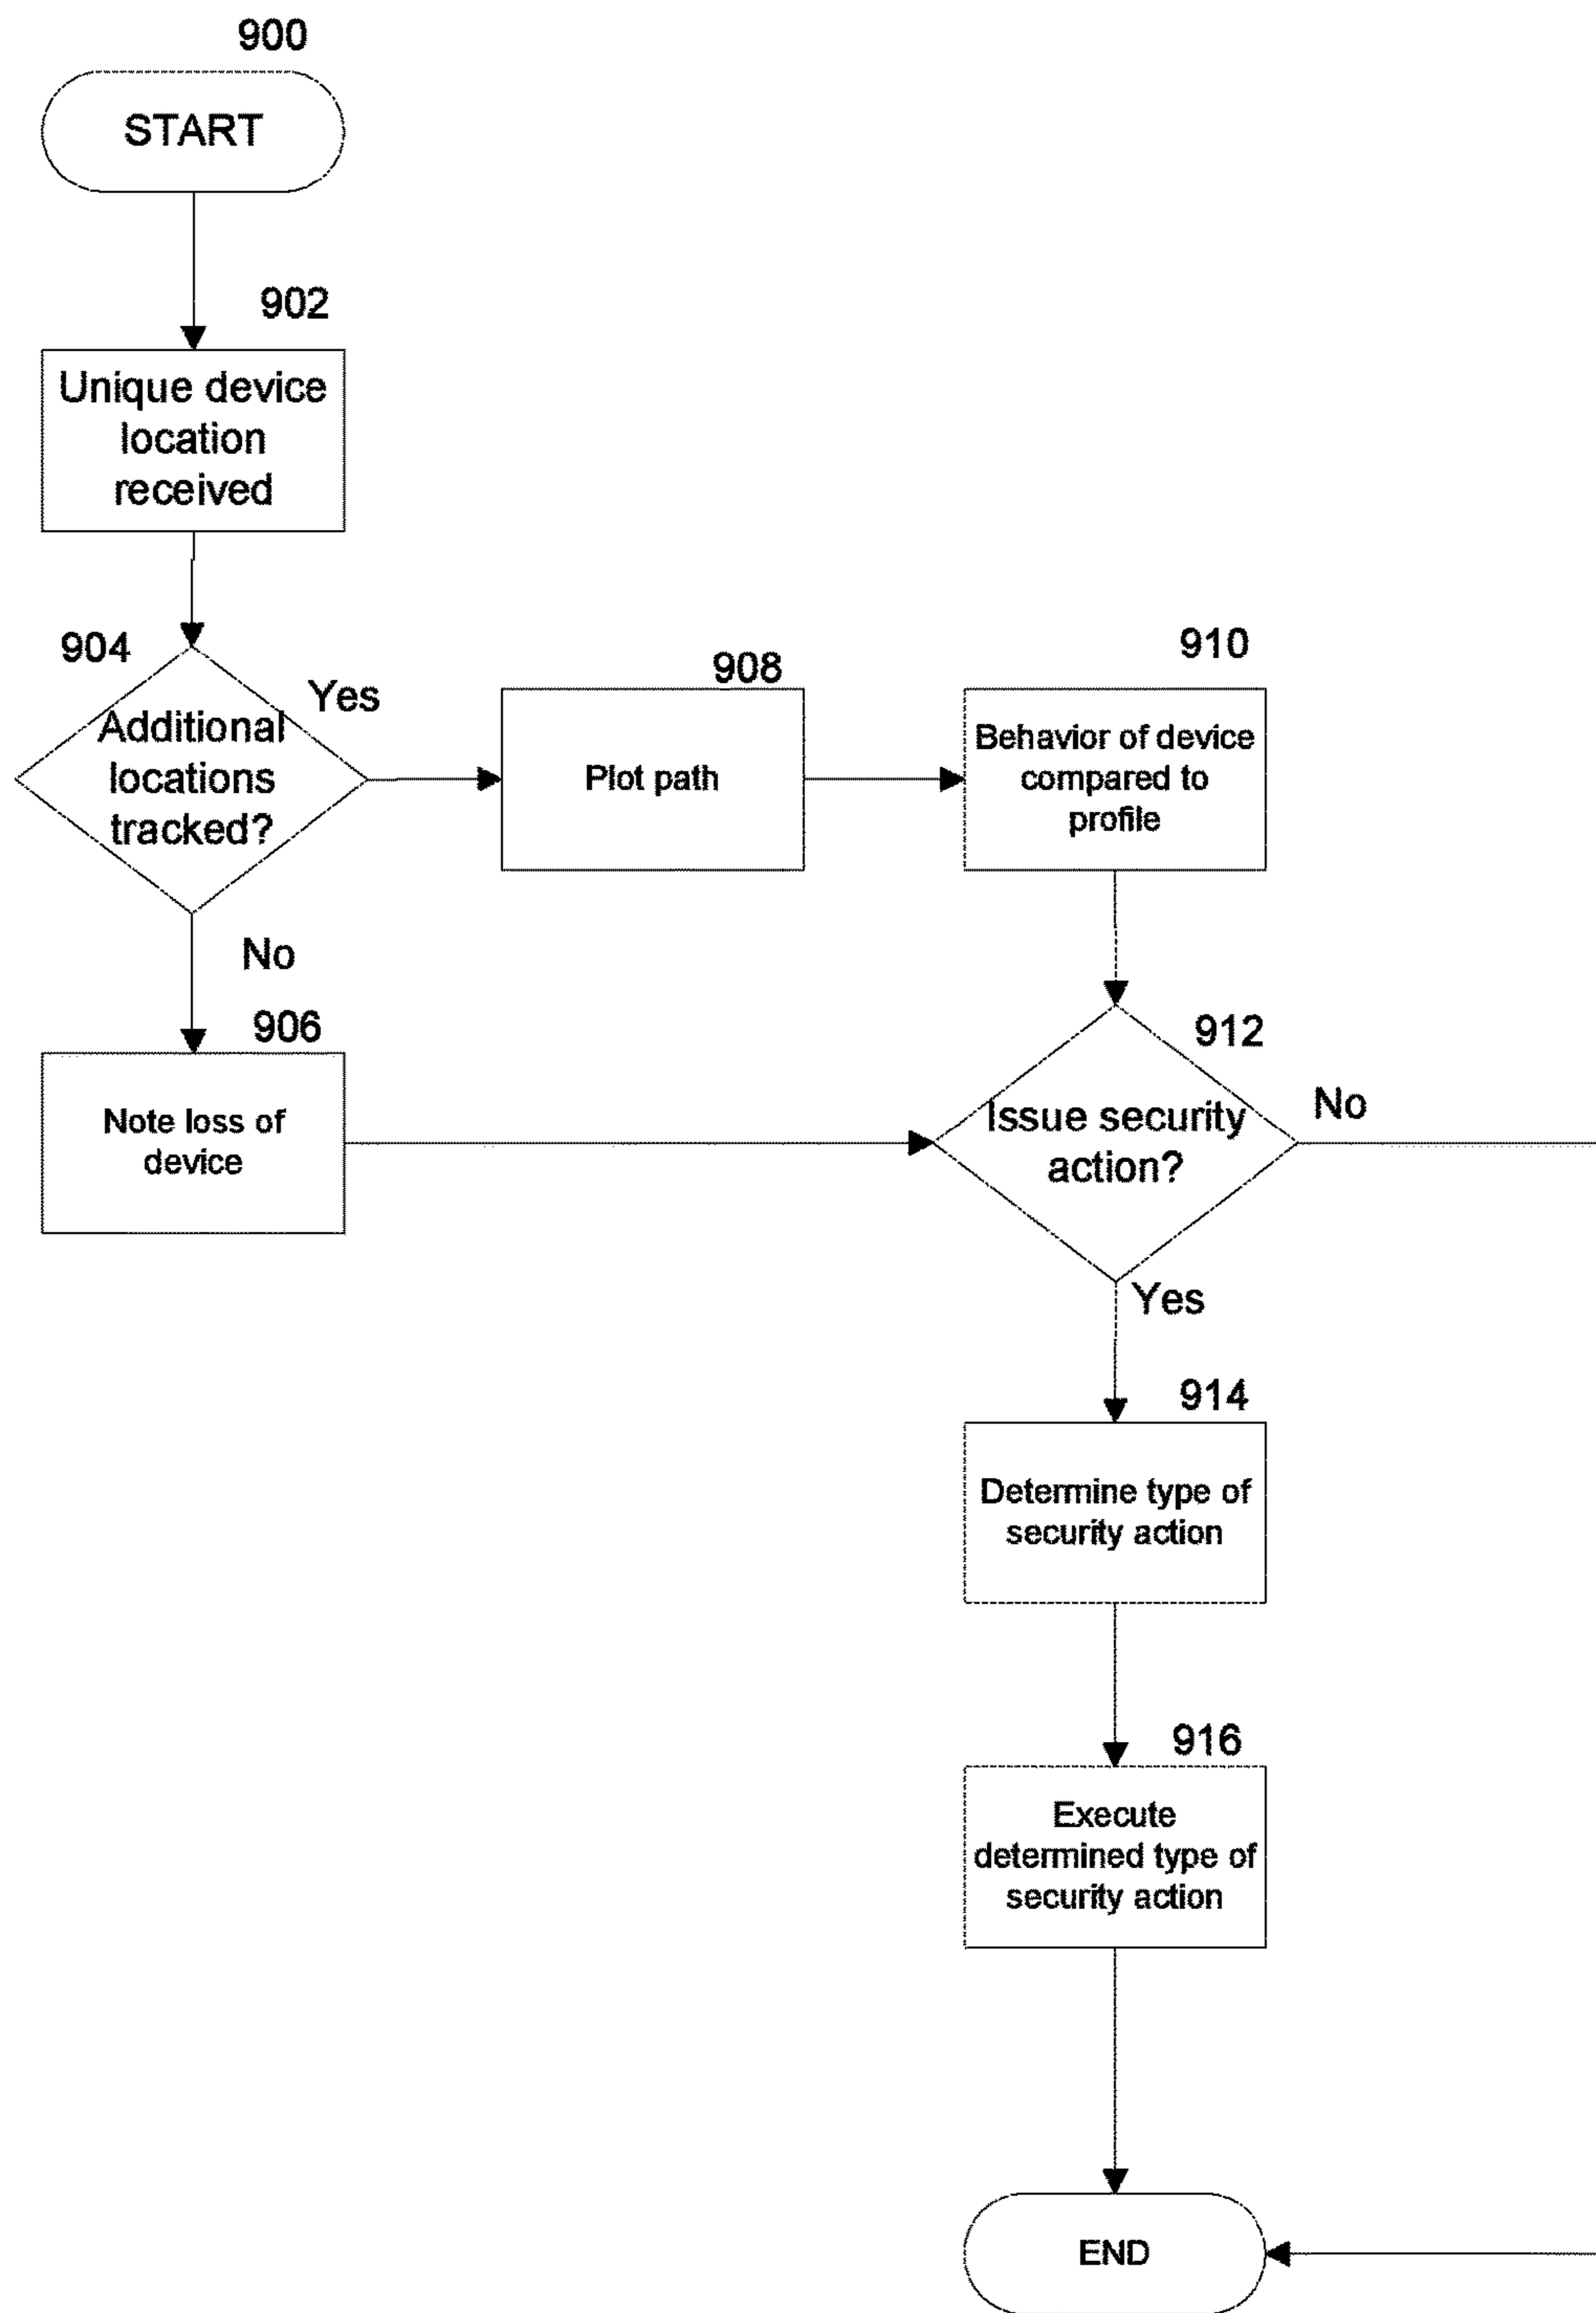 900
START
902
Unique device
location
received
904
Additional
locations
tracked?
Yes
No
908
Plot path
910
Behavior of device
compared to
profile
906
Note loss of
device
912
Issue security
action?
No
Yes
914
Determine type of
security action
916
Execute
determined type of
security action
END